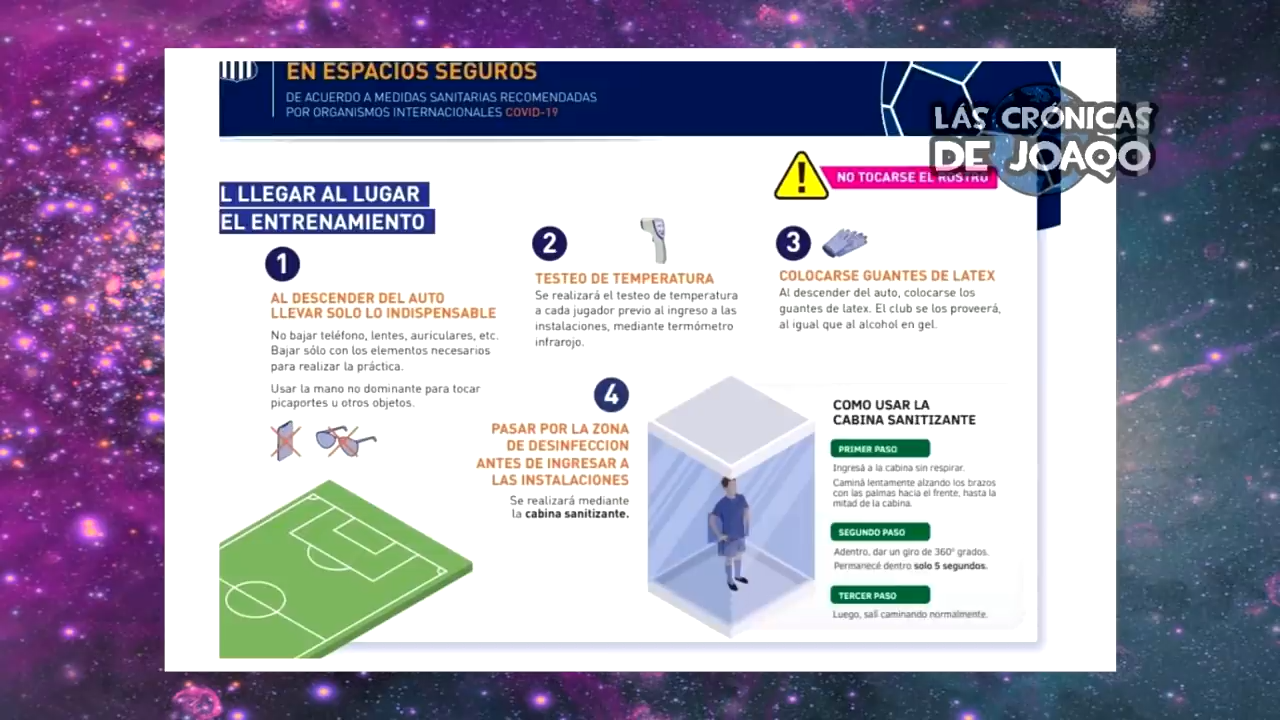 EN ESPACIOS SEGUROS
DE ACUERDO A MEDIDAS SANITARIAS RECOMENDADAS
POR ORGANISMOS INTERNACIONALES COVID-19
LAS CRÓNICAS
DE JOAQO
NO TOCARSE EL ROSTRO
L LLEGAR AL LUGAR
EL ENTRENAMIENTO
1
AL DESCENDER DEL AUTO
LLEVAR SOLO LO INDISPENSABLE
No bajar teléfono, lentes, auriculares, etc.
Bajar sólo con los elementos necesarios
para realizar la práctica.
Usar la mano no dominante para tocar
picaportes u otros objetos.
2
TESTEO DE TEMPERATURA
Se realizará el testeo de temperatura
a cada jugador previo al ingreso a las
instalaciones, mediante termómetro
infrarojo.
3
COLOCARSE GUANTES DE LATEX
Al descender del auto, colocarse los
guantes de latex. El club se los proveerá,
al igual que al alcohol en gel.
4
PASAR POR LA ZONA
DE DESINFECCION
ANTES DE INGRESAR A
LAS INSTALACIONES
Se realizará mediante
la cabina sanitizante.
COMO USAR LA
CABINA SANITIZANTE
PRIMER PASO
Ingresá a la cabina sin respirar.
Caminá lentamente alzando los brazos
con las palmas hacia el frente, hasta la
mitad de la cabina.
SEGUNDO PASO
Adentro, dar un giro de 360º grados.
Permanecé dentro solo 5 segundos.
TERCER PASO
Luego, salí caminando normalmente.